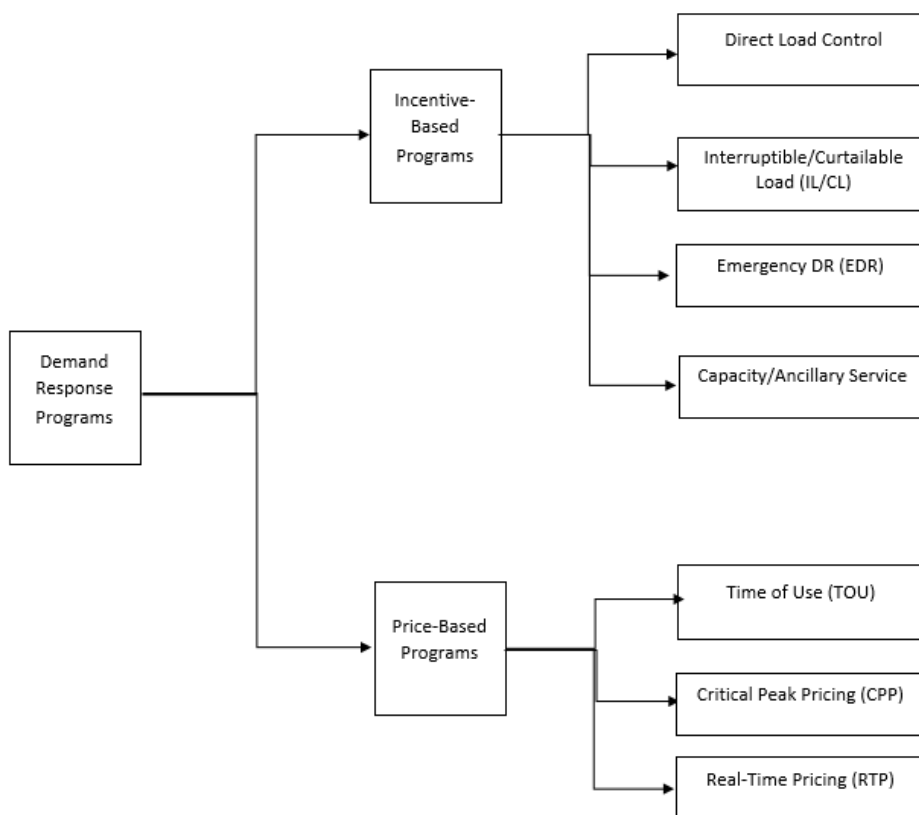 Direct Load Control
Incentive-
Based
Programs
Interruptible/Curtailable
Load (IL/CL)
Emergency DR (EDR)
Demand
Response
Programs
Capacity/Ancillary Service
Time of Use (TOU)
Price-Based
Programs
Critical Peak Pricing (CPP)
Real-Time Pricing (RTP)